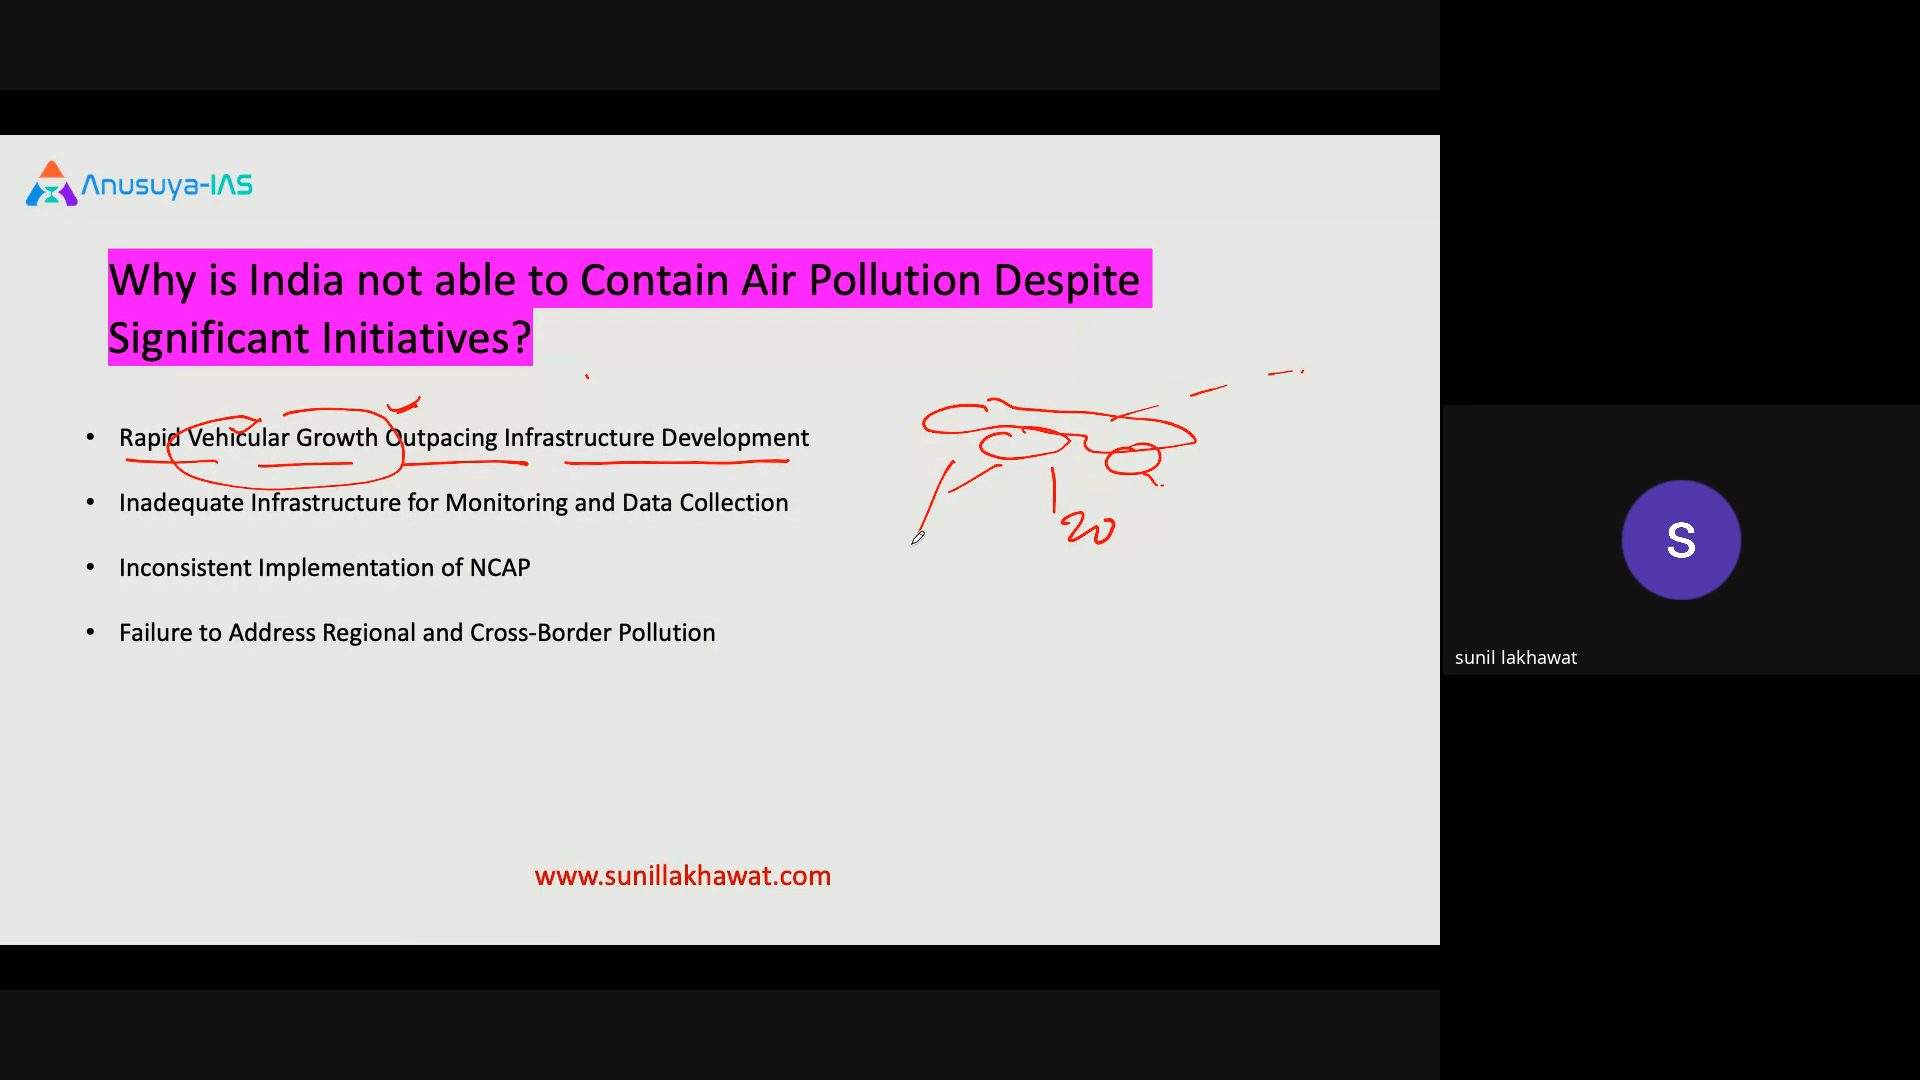 Anusuya-IAS
Why is India not able to Contain Air Pollution Despite
Significant Initiatives?
• Rapid Vehicular Growth Outpacing Infrastructure Development
• Inadequate Infrastructure for Monitoring and Data Collection
20
• Inconsistent Implementation of NCAP
• Failure to Address Regional and Cross-Border Pollution
www.sunillakhawat.com
S
sunil lakhawat